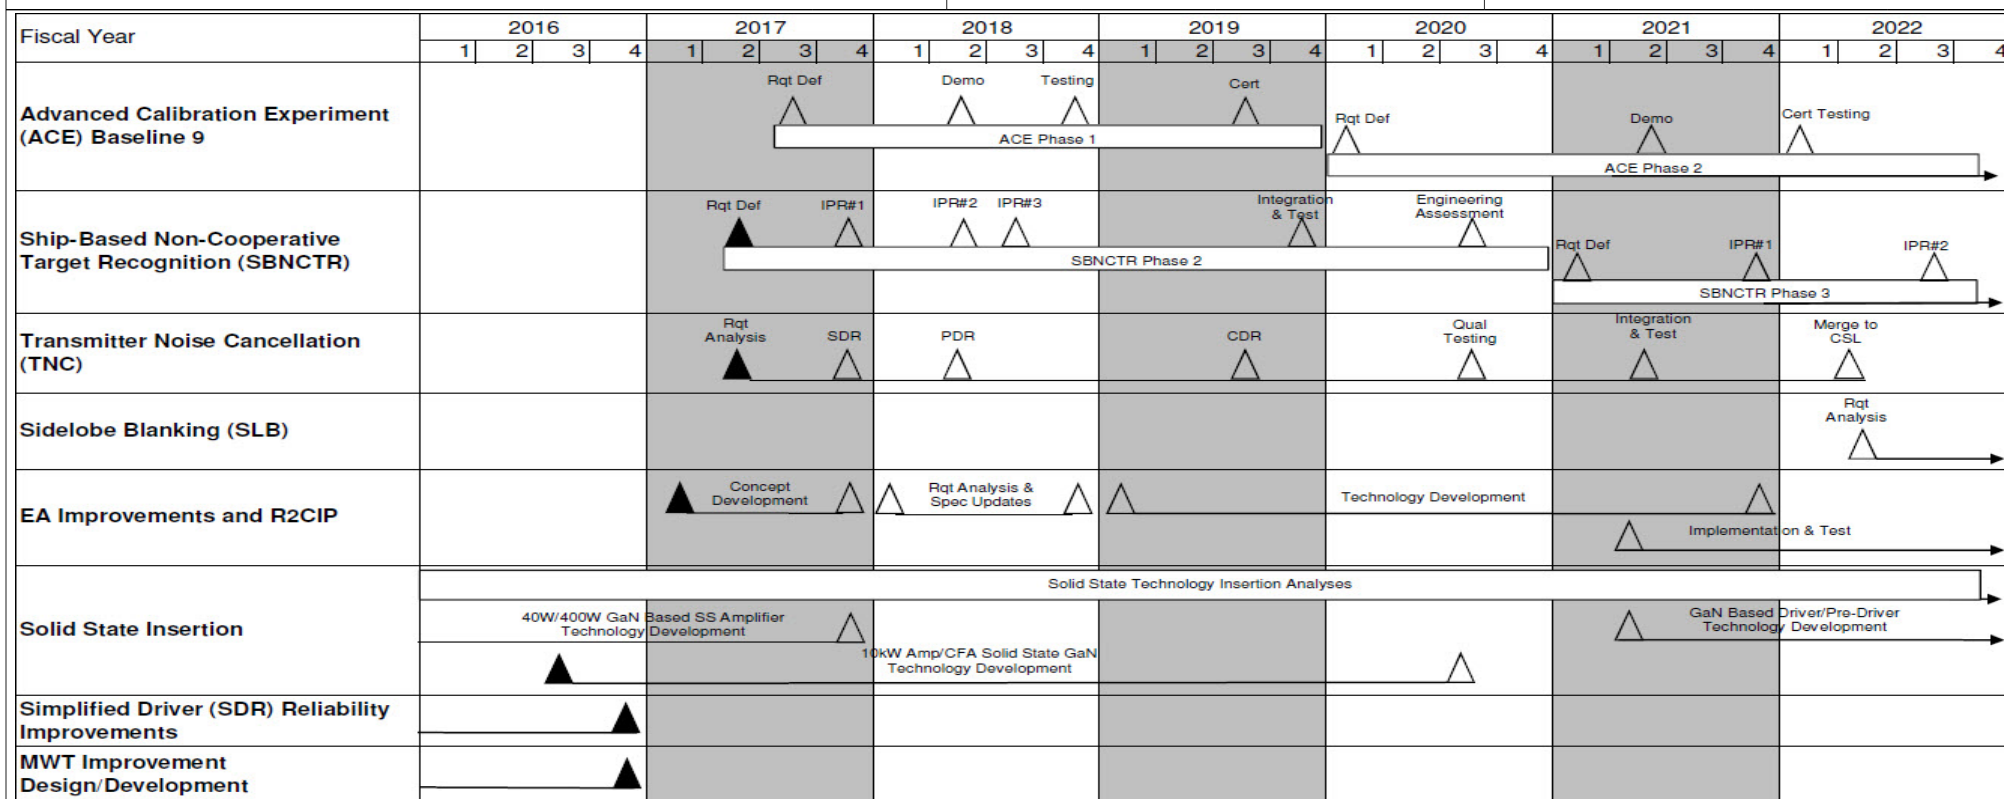 Fiscal Year
2016 2017 2018 2019 2020 2021 2022
1 2 3 4 1 2 3 4 1 2 3 4 1 2 3 4 1 2 3 4 1 2 3 4 1 2 3 4
Advanced Calibration Experiment
(ACE) Baseline 9
Rqt Def Demo Testing Cert
ACE Phase 1
Rqt Def Demo Cert Testing
ACE Phase 2
Ship-Based Non-Cooperative
Target Recognition (SBNCTR)
Rqt Def IPR#1 IPR#2 IPR#3
Integration
& Test
Engineering
Assessment
SBNCTR Phase 2
Rqt Def IPR#1 IPR#2
SBNCTR Phase 3
Transmitter Noise Cancellation
(TNC)
Rqt
Analysis
SDR PDR CDR
Qual
Testing
Integration
& Test
Merge to
CSL
Sidelobe Blanking (SLB)
Rqt
Analysis
EA Improvements and R2CIP
Concept
Development
Rqt Analysis &
Spec Updates
Technology Development
Implementation & Test
Solid State Insertion
Solid State Technology Insertion Analyses
40W/400W GaN Based SS Amplifier
Technology Development
GaN Based Driver/Pre-Driver
Technology Development
10kW Amp/CFA Solid State GaN
Technology Development
Simplified Driver (SDR) Reliability
Improvements
MWT Improvement
Design/Development